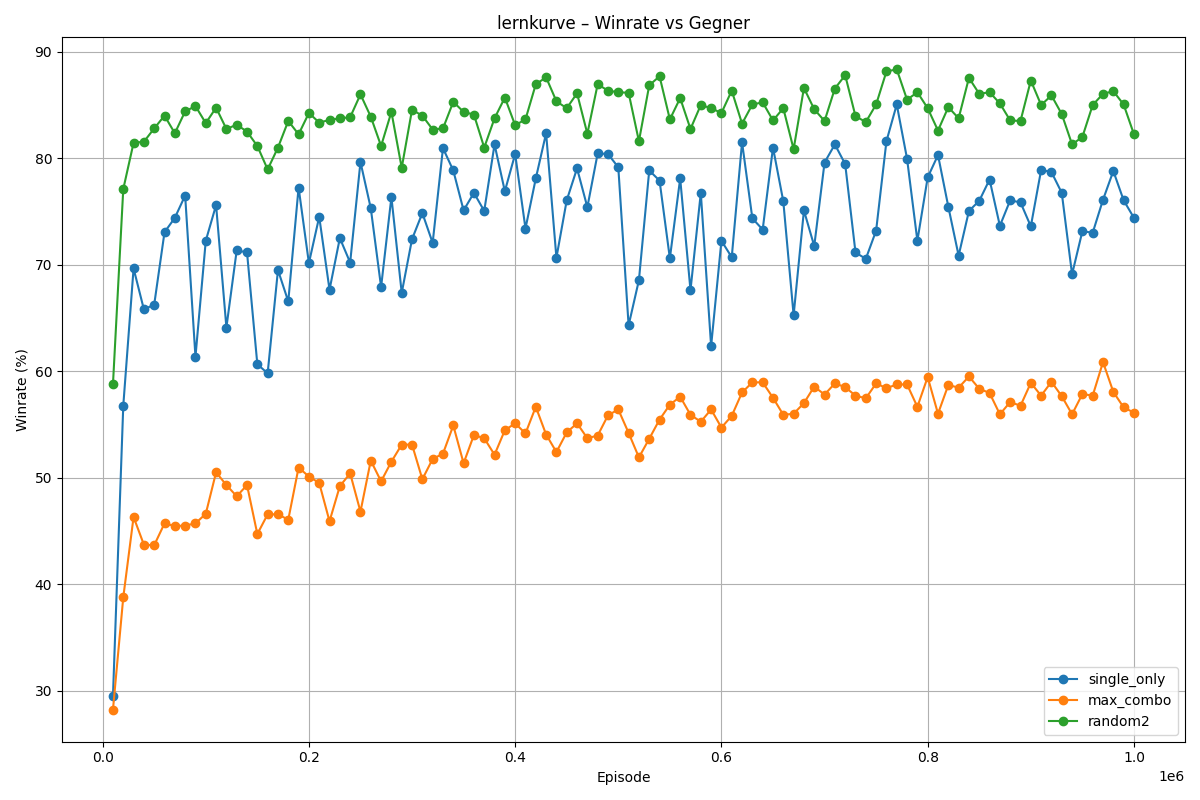 lernkurve – Winrate vs Gegner
Winrate (%)
90
80
70
60
50
40
30
single_only
max_combo
random2
0.0 0.2 0.4 0.6 0.8 1.0
Episode
1e6